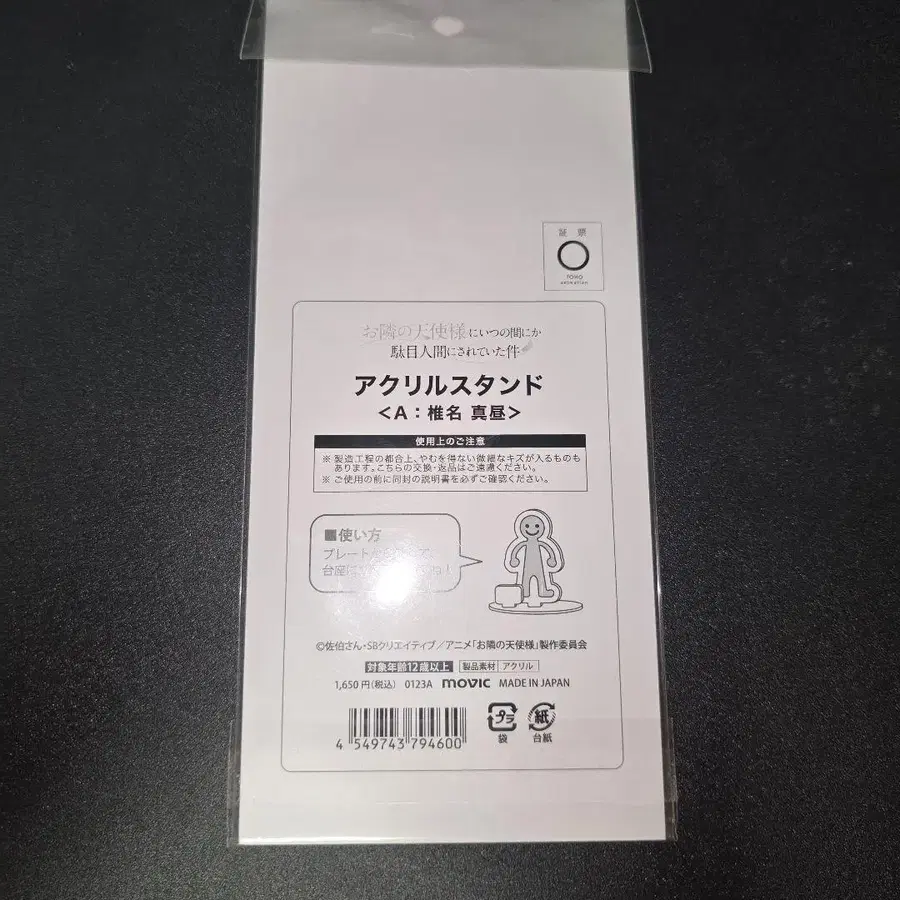 証 票
TOHO
animation
お隣の天使様にいつの間にか
駄目人間にされていた件
アクリルスタンド
<A：椎名 真昼>
使用上のご注意
※ 製造工程の都合上、やむを得ない微細なキズが入るものも
あります。こちらの交換・返品はご遠慮ください。
※ ご使用の前に同封の説明書を必ずご確認ください。
■使い方
プレート
台座に
ね！
©佐伯さん・SBクリエイティブ／アニメ「お隣の天使様」製作委員会
対象年齢12歳以上 製品素材 アクリル
1,650円(税込) 0123A movic MADE IN JAPAN
4 549743 794600
プラ 紙
袋 台紙